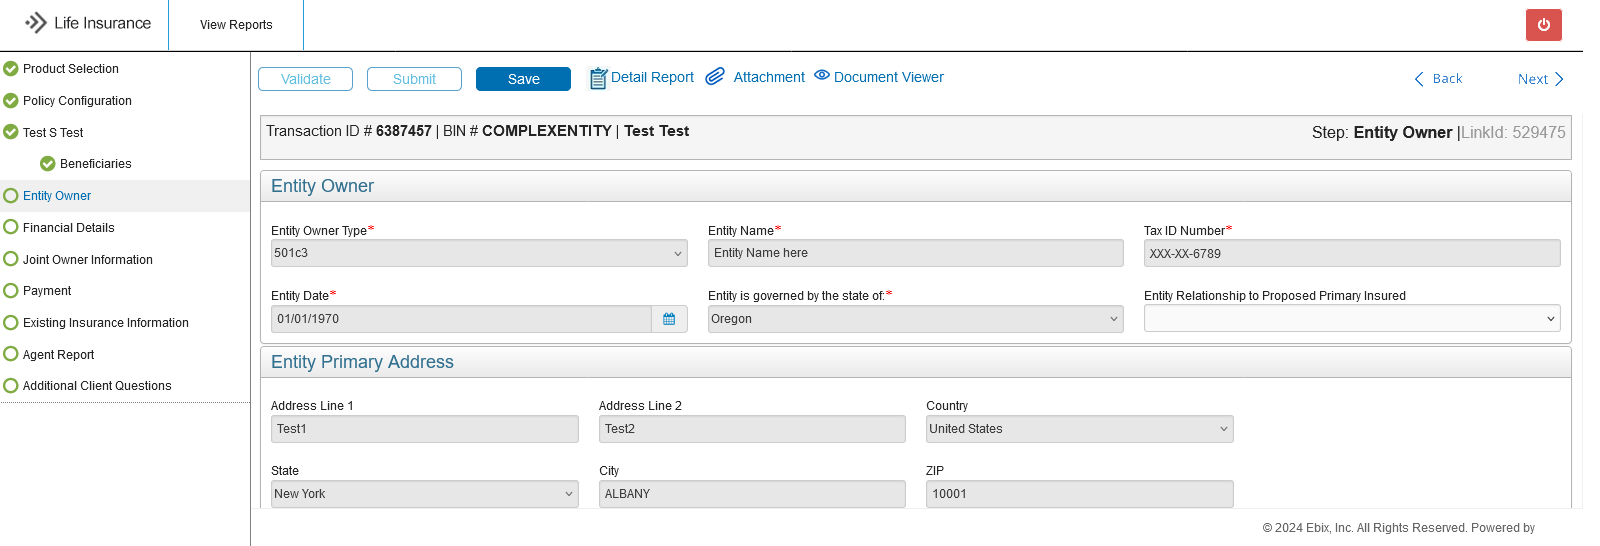 Life Insurance
View Reports
Product Selection
Policy Configuration
Test S Test
Beneficiaries
Entity Owner
Financial Details
Joint Owner Information
Payment
Existing Insurance Information
Agent Report
Additional Client Questions
Validate
Submit
Save
Detail Report
Attachment
Document Viewer
Back
Next
Transaction ID # 6387457 | BIN # COMPLEXENTITY | Test Test
Step: Entity Owner |LinkId: 529475
Entity Owner
Entity Owner Type*
Entity Name*
Tax ID Number*
501c3
Entity Name here
XXX-XX-6789
Entity Date*
Entity is governed by the state of:*
Entity Relationship to Proposed Primary Insured
01/01/1970
Oregon
Entity Primary Address
Address Line 1
Address Line 2
Country
Test1
Test2
United States
State
City
ZIP
New York
ALBANY
10001
© 2024 Ebix, Inc. All Rights Reserved. Powered by